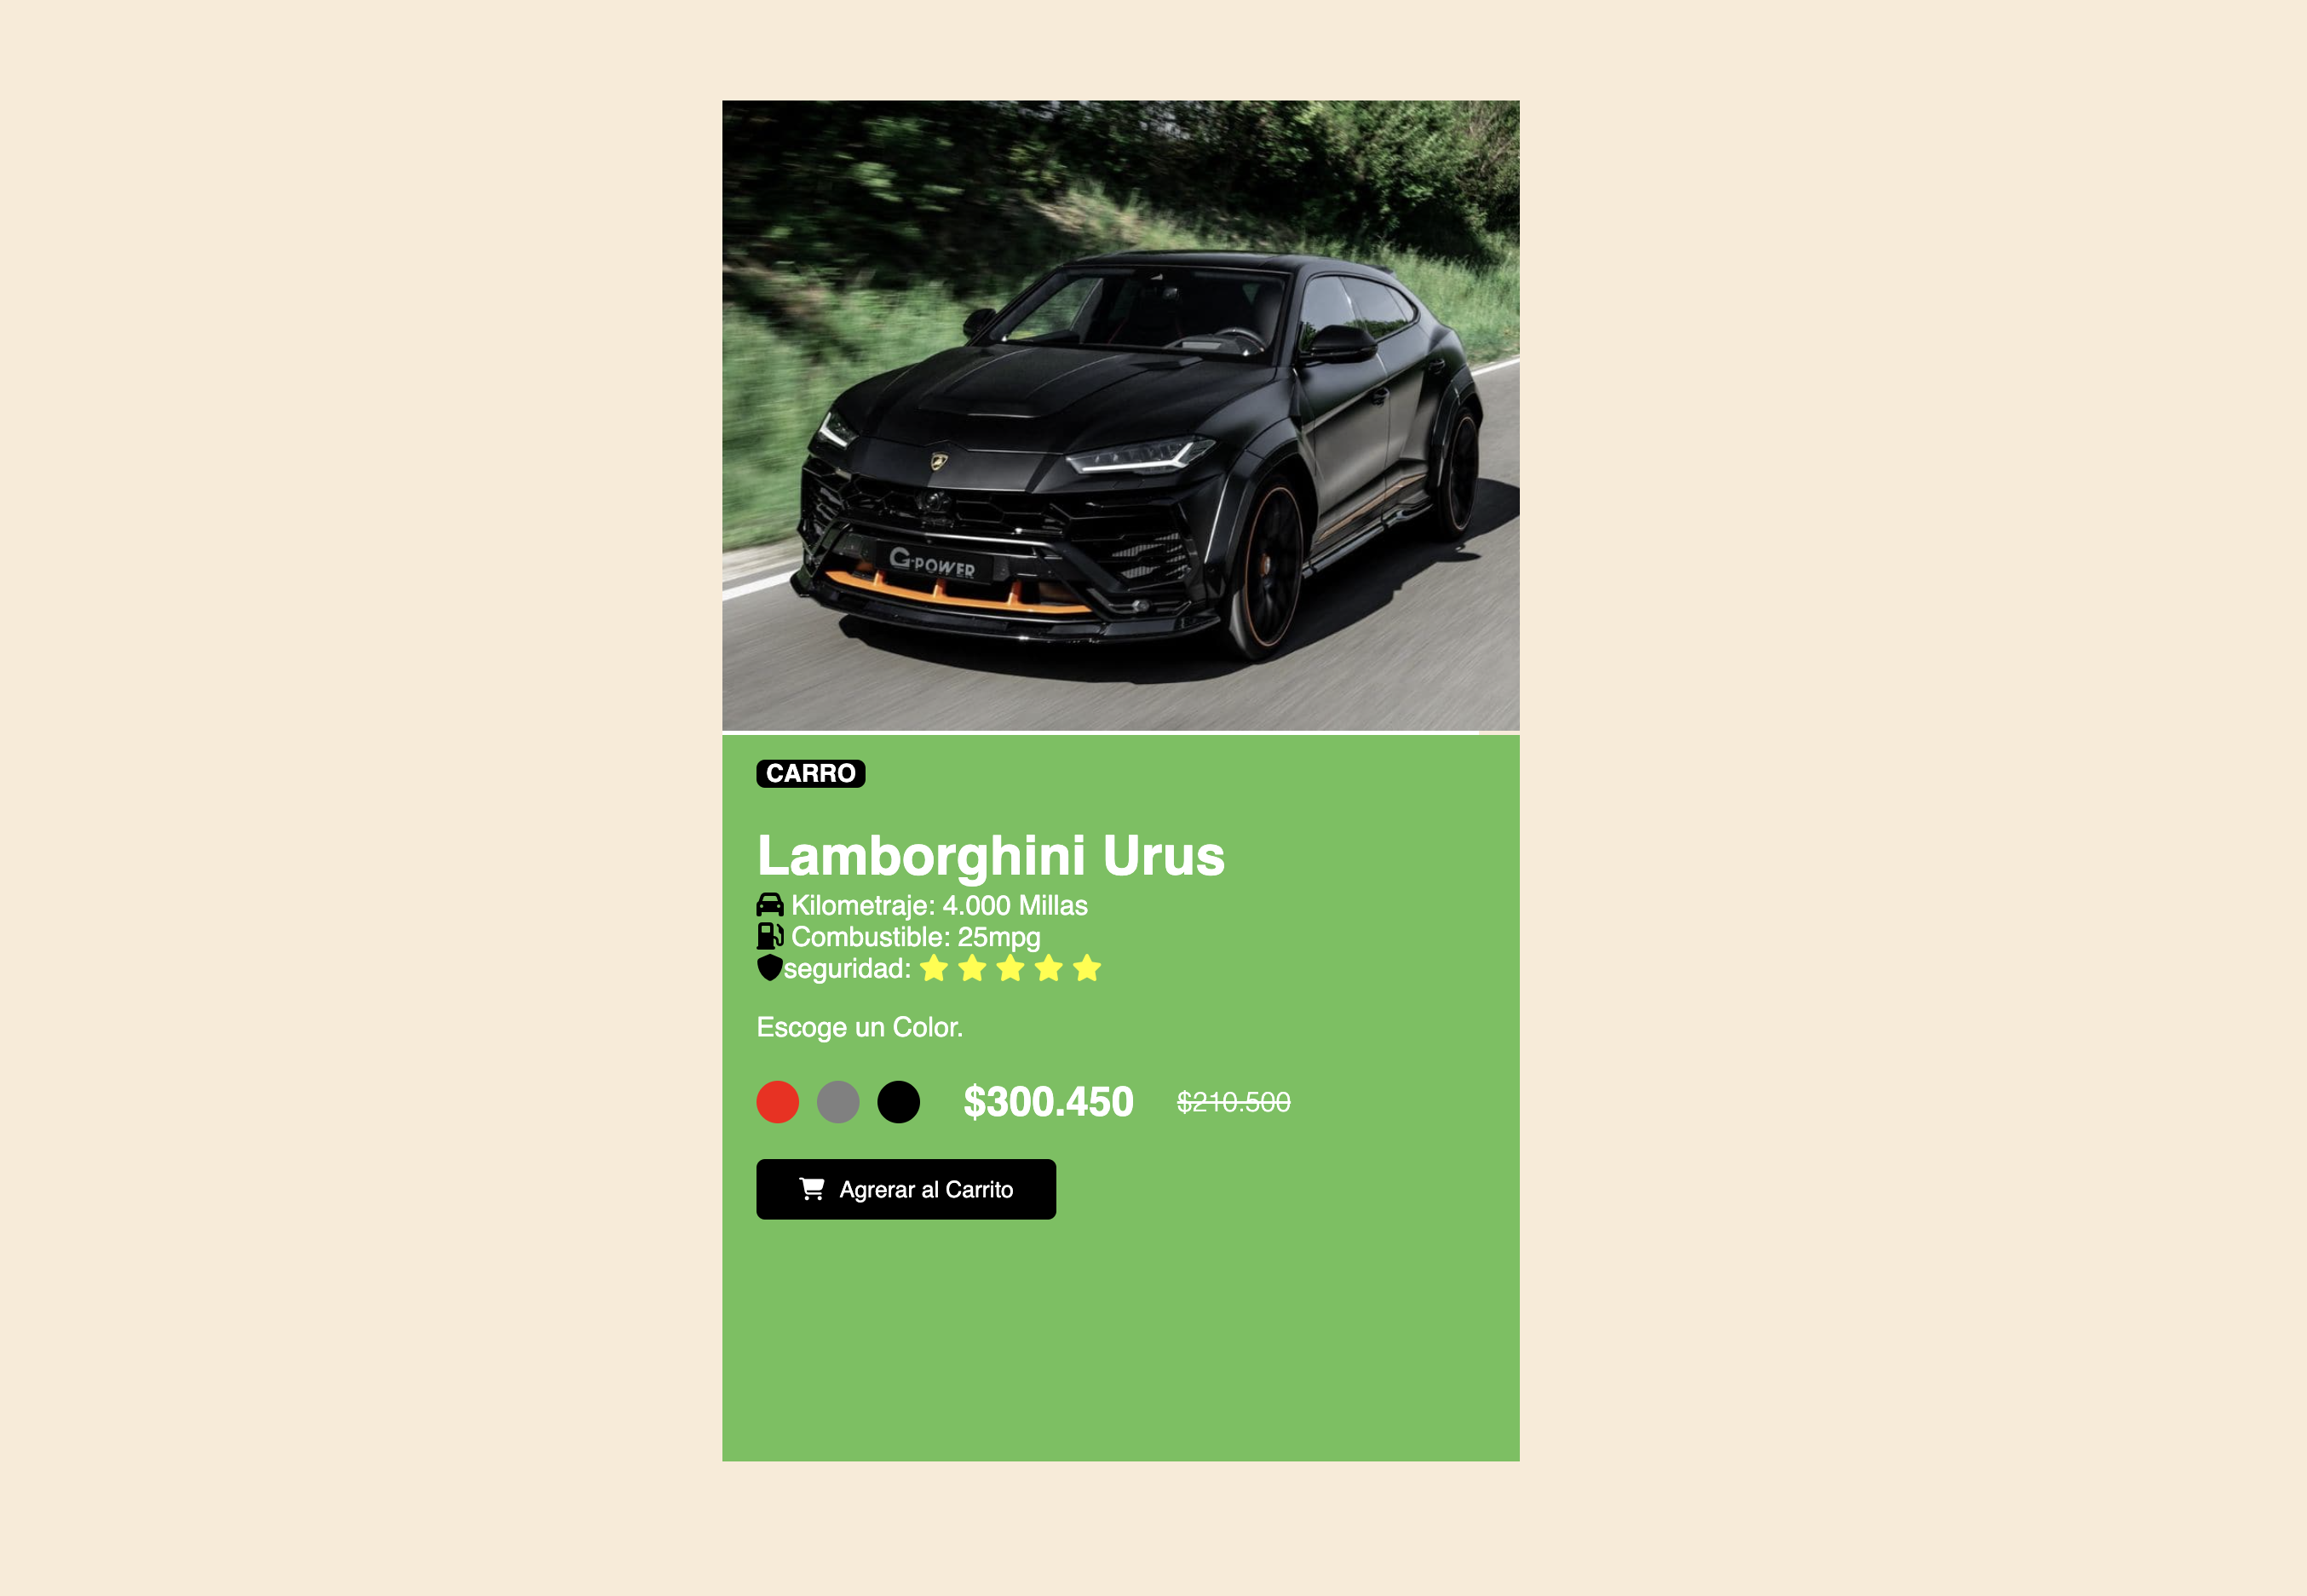 G-POWER
CARRO
Lamborghini Urus
Kilometraje: 4.000 Millas
Combustible: 25mpg
seguridad:
Escoge un Color.
$300.450 $210.500
Agrerar al Carrito